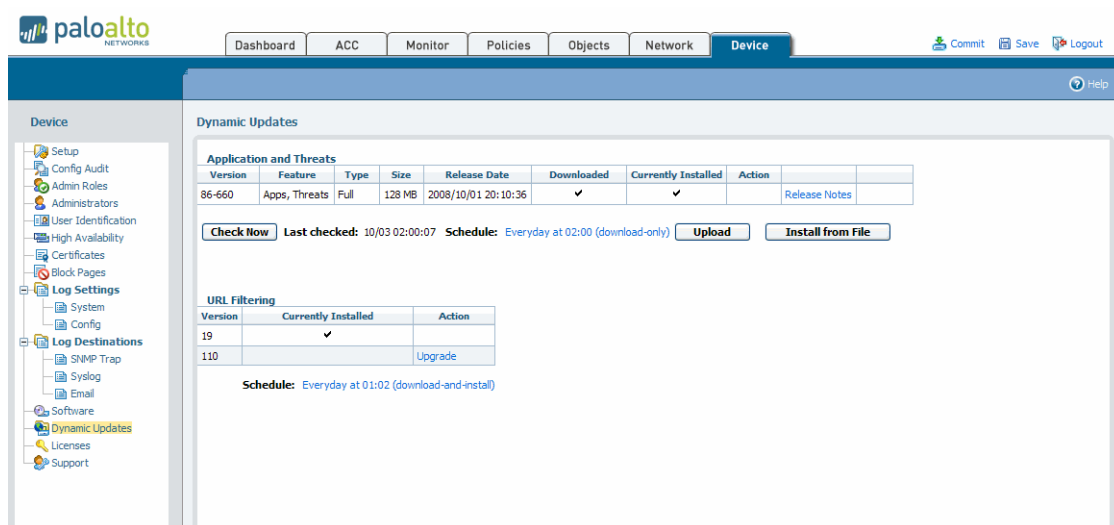 paloalto
NETWORKS
Dashboard ACC Monitor Policies Objects Network Device
Commit Save Logout
Help
Device
Setup
Config Audit
Admin Roles
Administrators
User Identification
High Availability
Certificates
Block Pages
Log Settings
System
Config
Log Destinations
SNMP Trap
Syslog
Email
Software
Dynamic Updates
Licenses
Support
Dynamic Updates
Application and Threats
Version Feature Type Size Release Date Downloaded Currently Installed Action
86-660 Apps, Threats Full 128 MB 2008/10/01 20:10:36 Release Notes
Check Now Last checked: 10/03 02:00:07 Schedule: Everyday at 02:00 (download-only) Upload Install from File
URL Filtering
Version Currently Installed Action
19
110 Upgrade
Schedule: Everyday at 01:02 (download-and-install)